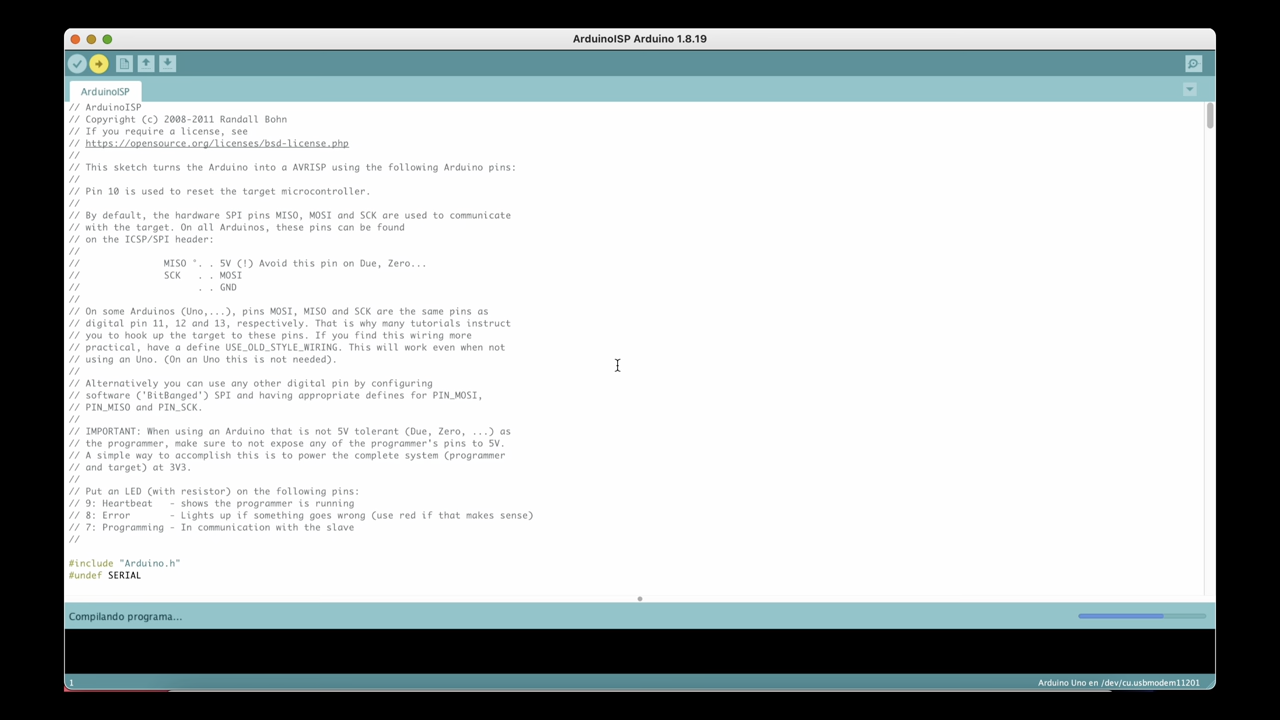 ArduinoISP Arduino 1.8.19
ArduinoISP
// ArduinoISP
// Copyright (c) 2008-2011 Randall Bohn
// If you require a license, see
// https://opensource.org/licenses/bsd-license.php
//
// This sketch turns the Arduino into a AVRISP using the following Arduino pins:
//
// Pin 10 is used to reset the target microcontroller.
//
// By default, the hardware SPI pins MISO, MOSI and SCK are used to communicate
// with the target. On all Arduinos, these pins can be found
// on the ICSP/SPI header:
//
//               MISO °. . 5V (!) Avoid this pin on Due, Zero...
//               SCK   . . MOSI
//                     . . GND
//
// On some Arduinos (Uno,...), pins MOSI, MISO and SCK are the same pins as
// digital pin 11, 12 and 13, respectively. That is why many tutorials instruct
// you to hook up the target to these pins. If you find this wiring more
// practical, have a define USE_OLD_STYLE_WIRING. This will work even when not
// using an Uno. (On an Uno this is not needed).
//
// Alternatively you can use any other digital pin by configuring
// software ('BitBanged') SPI and having appropriate defines for PIN_MOSI,
// PIN_MISO and PIN_SCK.
//
// IMPORTANT: When using an Arduino that is not 5V tolerant (Due, Zero, ...) as
// the programmer, make sure to not expose any of the programmer's pins to 5V.
// A simple way to accomplish this is to power the complete system (programmer
// and target) at 3V3.
//
// Put an LED (with resistor) on the following pins:
// 9: Heartbeat   - shows the programmer is running
// 8: Error       - Lights up if something goes wrong (use red if that makes sense)
// 7: Programming - In communication with the slave
//
#include "Arduino.h"
#undef SERIAL
Compilando programa...
1
Arduino Uno en /dev/cu.usbmodem11201